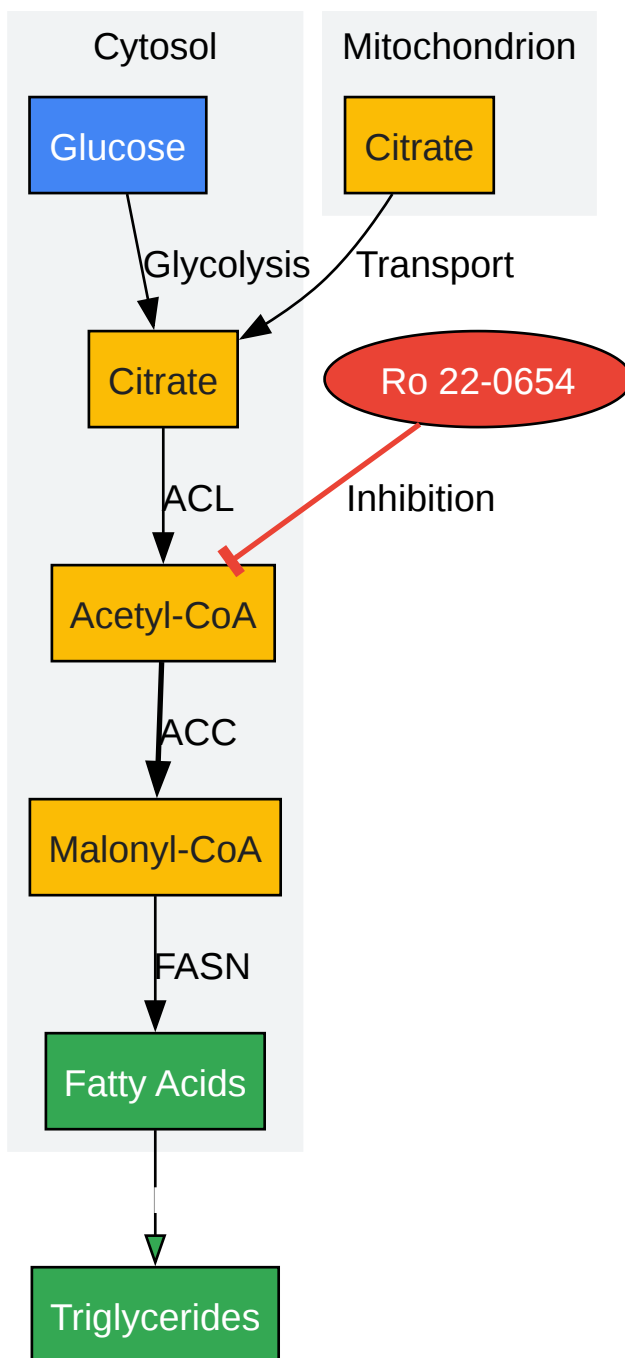 Cytosol
Mitochondrion
Glucose
Citrate
Glycolysis
Transport
Citrate
Ro 22-0654
ACL
Inhibition
Acetyl-CoA
ACC
Malonyl-CoA
FASN
Fatty Acids
Triglycerides